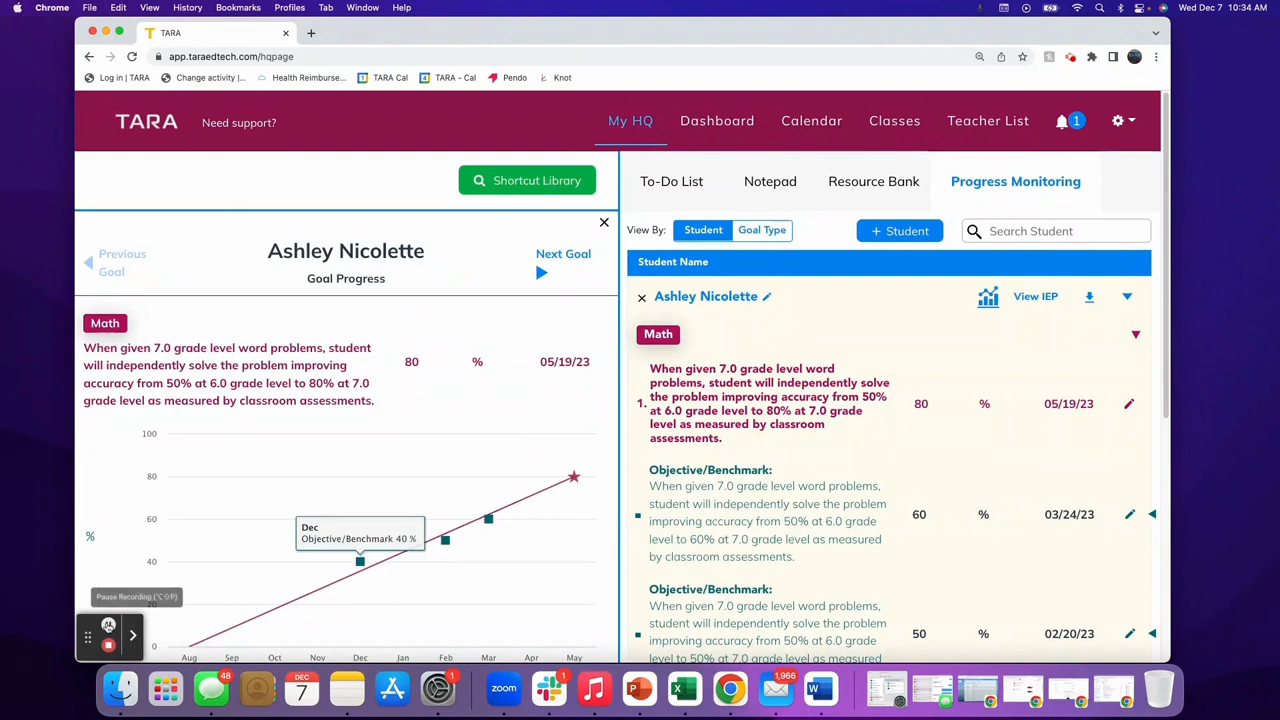 Chrome File Edit View History Bookmarks Profiles Tab Window Help Wed Dec 7 10:34 AM
TARA
app.taraedtech.com/hqpage
Log in | TARA Change activity |... Health Reimburse... TARA Cal TARA - Cal Pendo Knot
TARA Need support? My HQ Dashboard Calendar Classes Teacher List 1
Shortcut Library
To-Do List Notepad Resource Bank Progress Monitoring
Previous Goal
Ashley Nicolette
Goal Progress
Next Goal
Math
When given 7.0 grade level word problems, student
will independently solve the problem improving
accuracy from 50% at 6.0 grade level to 80% at 7.0
grade level as measured by classroom assessments.
80 % 05/19/23
100
80
60
40
20
0
%
Dec
Objective/Benchmark 40 %
Aug Sep Oct Nov Dec Jan Feb Mar Apr May
Pause Recording (⌥⇧P)
View By: Student Goal Type + Student Search Student
Student Name
Ashley Nicolette View IEP
Math
1.
When given 7.0 grade level word
problems, student will independently solve
the problem improving accuracy from 50%
at 6.0 grade level to 80% at 7.0 grade
level as measured by classroom
assessments.
80 % 05/19/23
Objective/Benchmark:
When given 7.0 grade level word problems,
student will independently solve the problem
improving accuracy from 50% at 6.0 grade
level to 60% at 7.0 grade level as measured
by classroom assessments.
60 % 03/24/23
Objective/Benchmark:
When given 7.0 grade level word problems,
student will independently solve the problem
improving accuracy from 50% at 6.0 grade
level to 50% at 7.0 grade level as measured
50 % 02/20/23
48
DEC
7
1
zoom
1
1,966